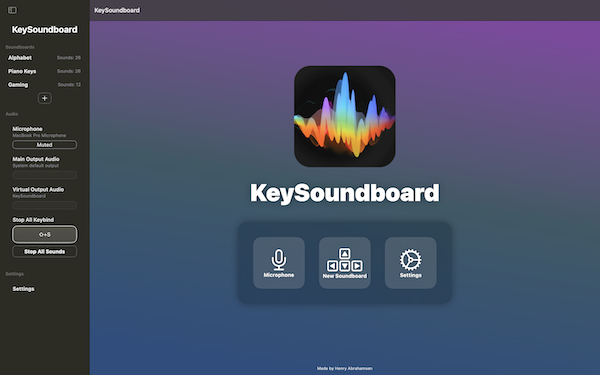 KeySoundboard
KeySoundboard
Soundboards
Alphabet Sounds: 26
Piano Keys Sounds: 26
Gaming Sounds: 12
+
Audio
Microphone
MacBook Pro Microphone
Muted
Main Output Audio
System default output
Virtual Output Audio
KeySoundboard
Stop All Keybind
⇧+S
Stop All Sounds
Settings
Settings
KeySoundboard
Microphone
New Soundboard
Settings
Made by Henry Abrahamsen